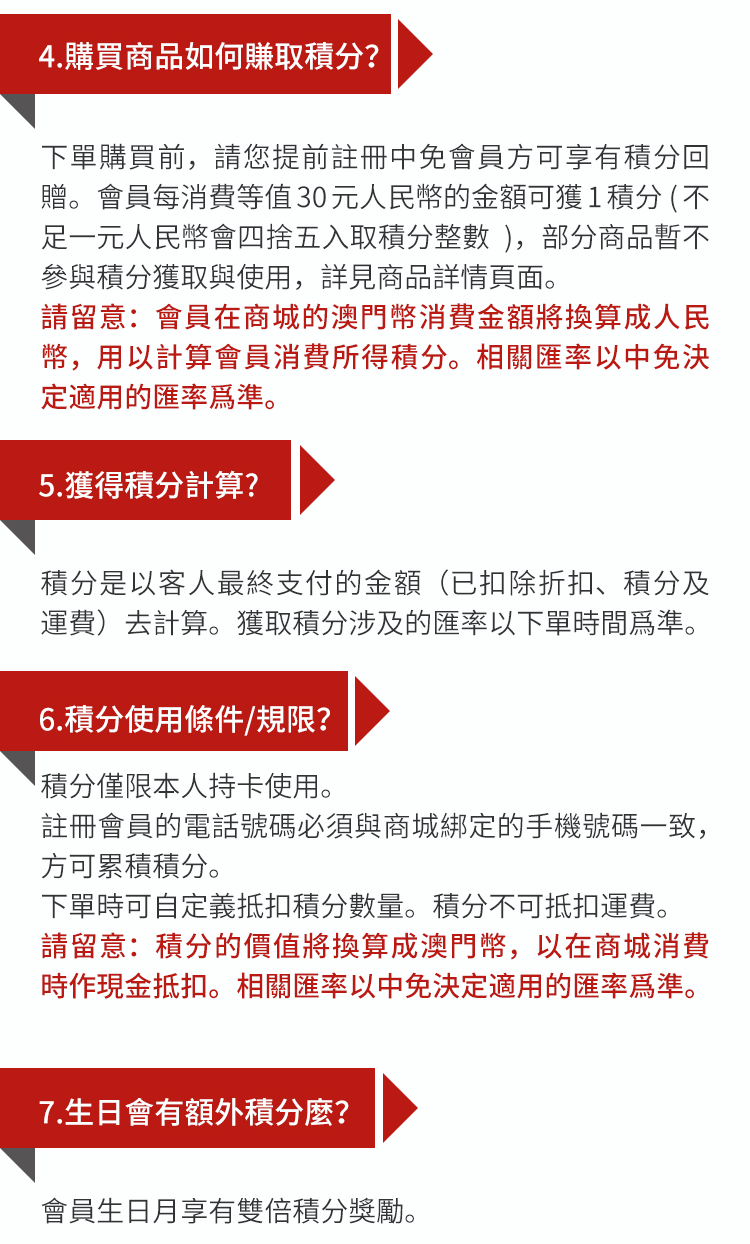 4.購買商品如何賺取積分？
下單購買前，請您提前註冊中免會員方可享有積分回
贈。會員每消費等值30元人民幣的金額可獲1積分 (不
足一元人民幣會四捨五入取積分整數 )，部分商品暫不
參與積分獲取與使用，詳見商品詳情頁面。
請留意：會員在商城的澳門幣消費金額將換算成人民
幣，用以計算會員消費所得積分。相關匯率以中免決
定適用的匯率爲準。
5.獲得積分計算?
積分是以客人最終支付的金額（已扣除折扣、積分及
運費）去計算。獲取積分涉及的匯率以下單時間爲準。
6.積分使用條件/規限？
積分僅限本人持卡使用。
註冊會員的電話號碼必須與商城綁定的手機號碼一致，
方可累積積分。
下單時可自定義抵扣積分數量。積分不可抵扣運費。
請留意：積分的價值將換算成澳門幣，以在商城消費
時作現金抵扣。相關匯率以中免決定適用的匯率爲準。
7.生日會有額外積分麼？
會員生日月享有雙倍積分獎勵。